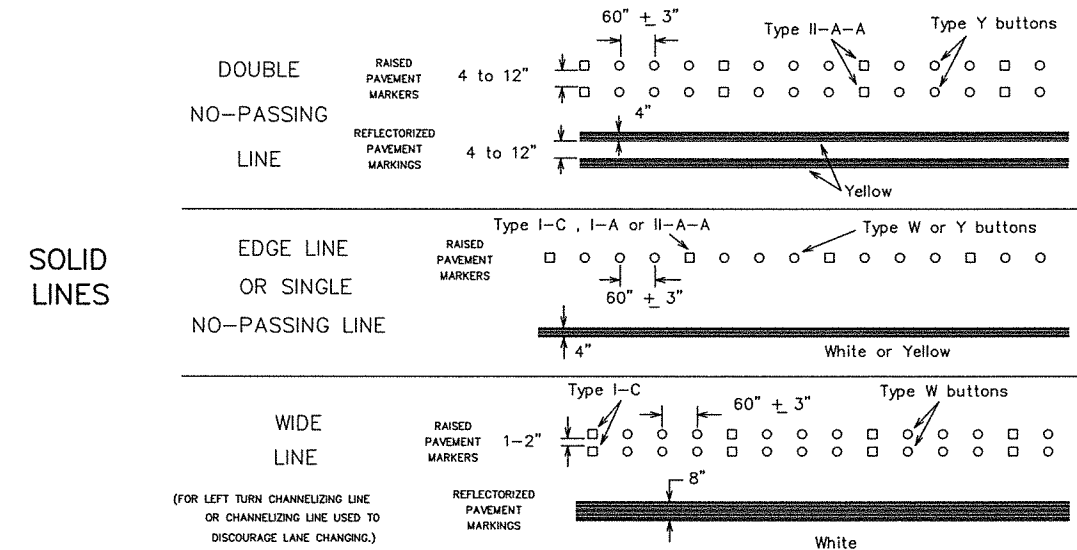 SOLID
LINES
DOUBLE
NO-PASSING
LINE
RAISED
PAVEMENT
MARKERS
4 to 12"
60" ± 3"
Type II-A-A
Type Y buttons
REFLECTORIZED
PAVEMENT
MARKINGS
4 to 12"
4"
Yellow
EDGE LINE
OR SINGLE
NO-PASSING LINE
RAISED
PAVEMENT
MARKERS
Type I-C , I-A or II-A-A
Type W or Y buttons
60" ± 3"
4"
White or Yellow
WIDE
LINE
(FOR LEFT TURN CHANNELIZING LINE
OR CHANNELIZING LINE USED TO
DISCOURAGE LANE CHANGING.)
RAISED
PAVEMENT
MARKERS
1-2"
Type I-C
60" ± 3"
Type W buttons
REFLECTORIZED
PAVEMENT
MARKINGS
8"
White